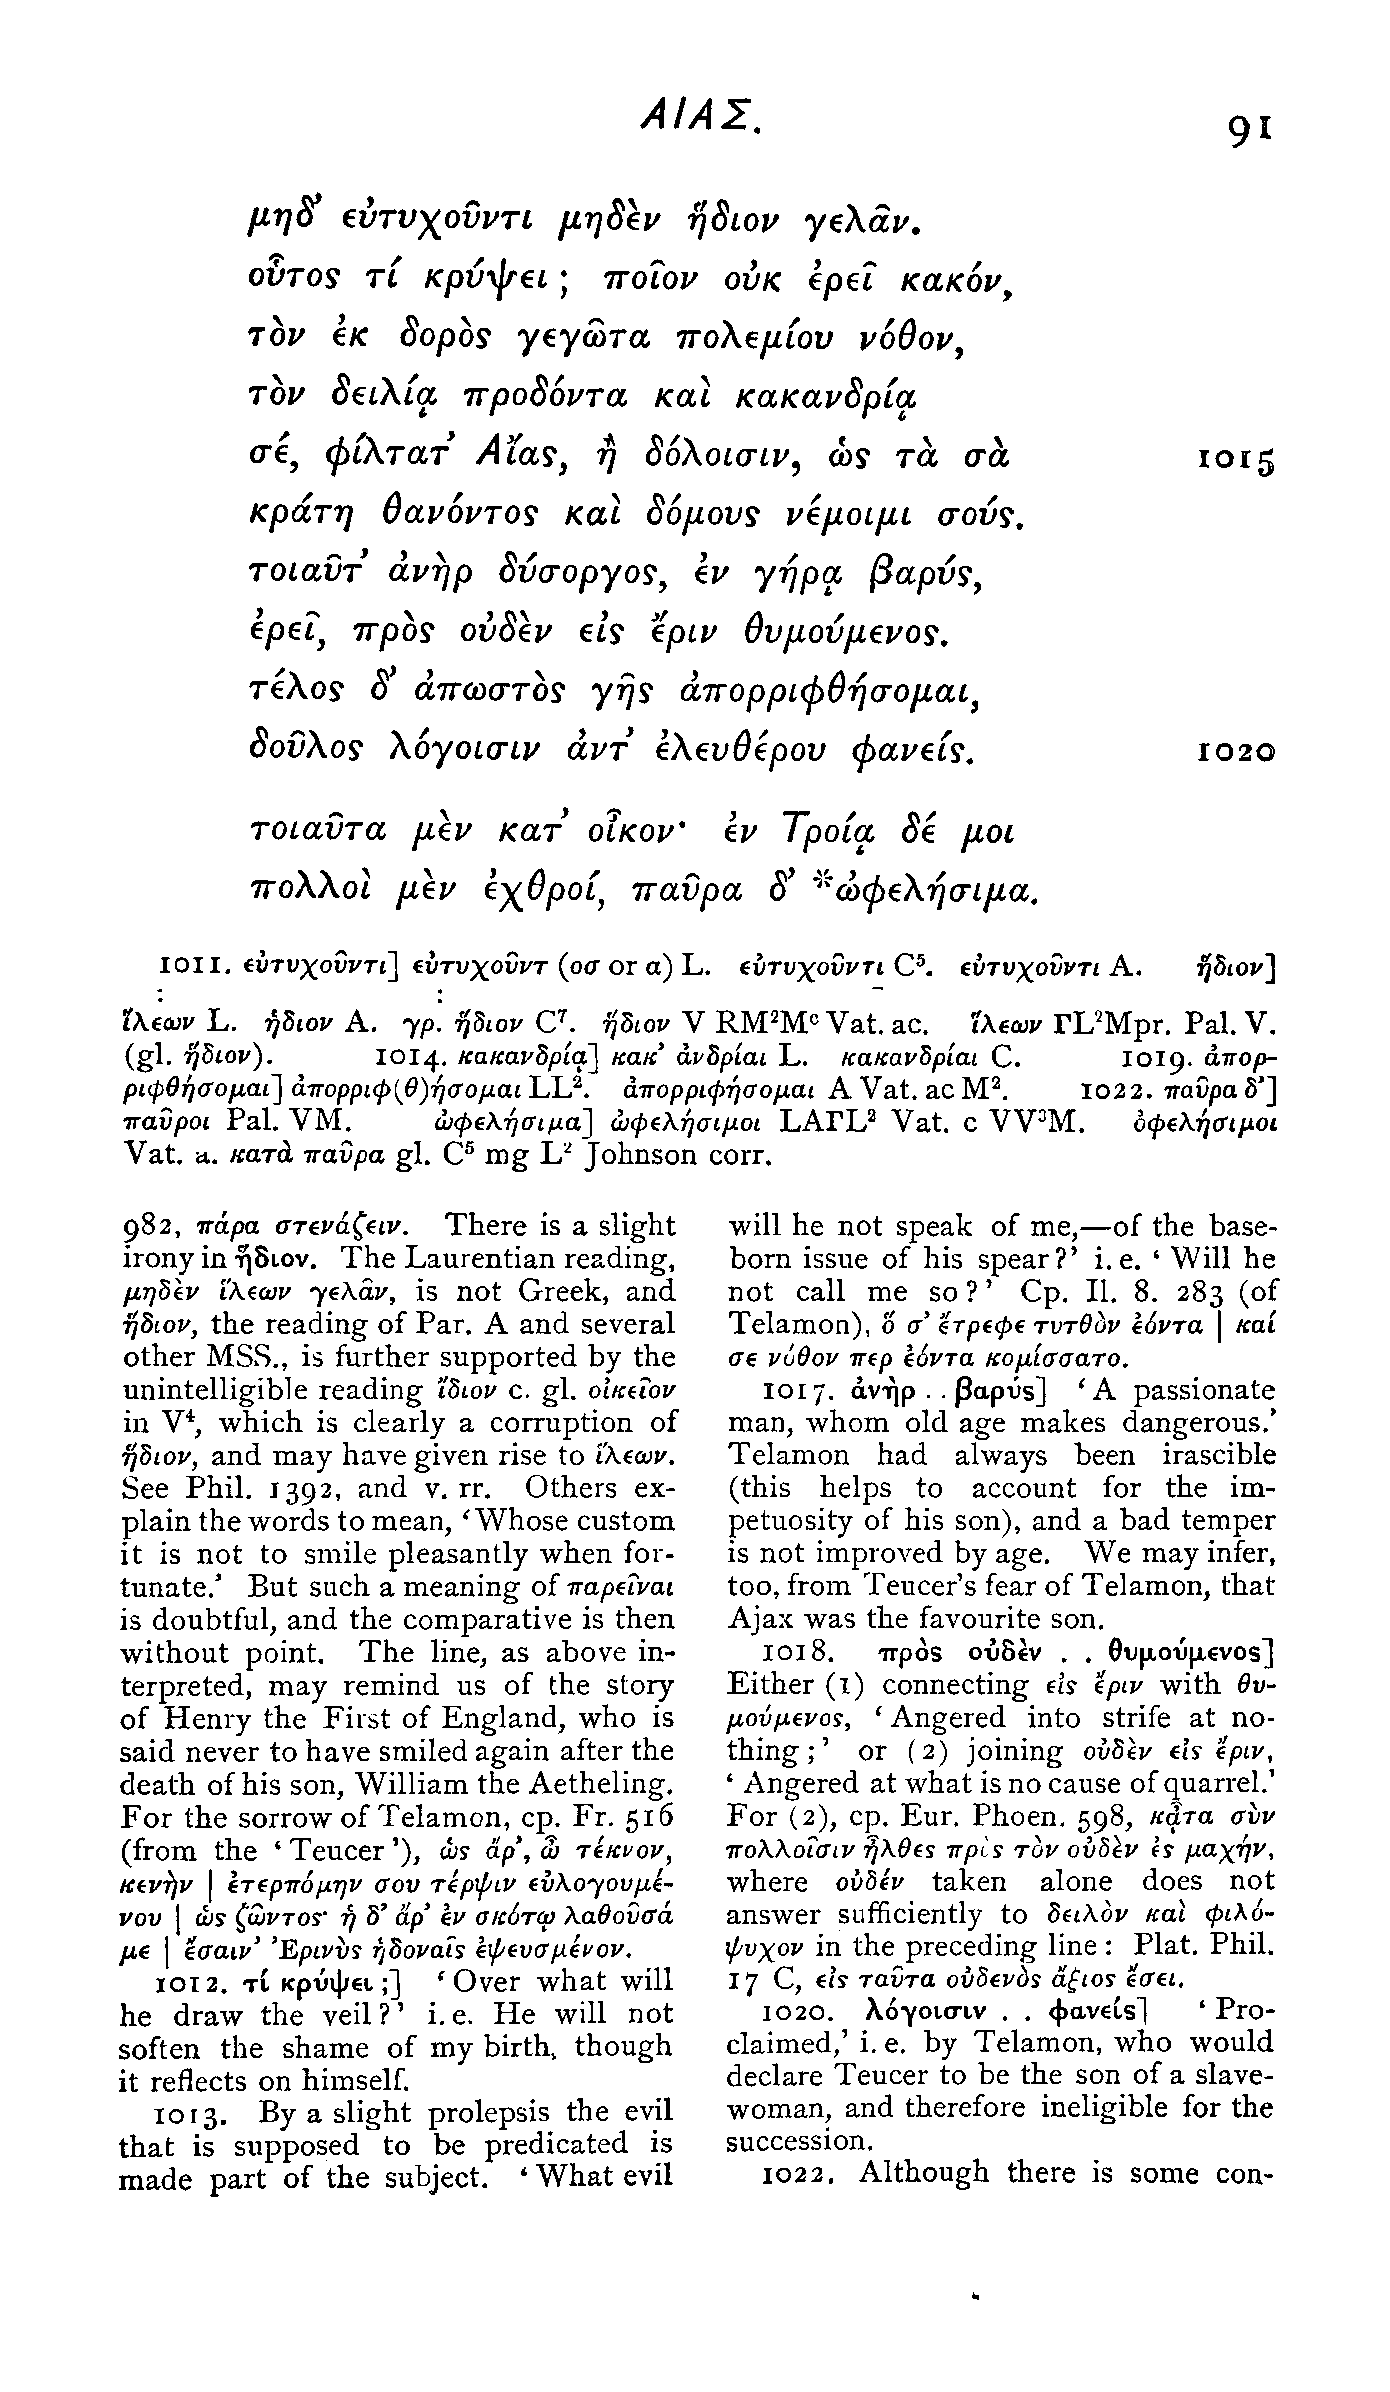 ΑΙΑΣ.
91
μηδ’ εὐτυχοῦντι μηδὲν ἥδιον γελᾶν.
οὗτος τί κρύψει ; ποῖον οὐκ ἐρεῖ κακόν,
τὸν ἐκ δορὸς γεγῶτα πολεμίου νόθον,
τὸν δειλίᾳ προδόντα καὶ κακανδρίᾳ
σέ, φίλτατ’ Αἴας, ἢ δόλοισιν, ὡς τὰ σὰ 1015
κράτη θανόντος καὶ δόμους νέμοιμι σούς.
τοιαῦτ’ ἀνὴρ δύσοργος, ἐν γήρᾳ βαρύς,
ἐρεῖ, πρὸς οὐδὲν εἰς ἔριν θυμούμενος.
τέλος δ’ ἀπωστὸς γῆς ἀπορριφθήσομαι,
δοῦλος λόγοισιν ἀντ’ ἐλευθέρου φανείς. 1020
τοιαῦτα μὲν κατ’ οἶκον· ἐν Τροίᾳ δέ μοι
πολλοὶ μὲν ἐχθροί, παῦρα δ’ *ὠφελήσιμα.
1011. εὐτυχοῦντι] εὐτυχοῦντ (οσ or α) L. εὐτυχοῦντι C⁵. εὐτυχοῦντι A. ἥδιον]
ἵλεων L. ἡδιον A. γρ. ἥδιον C⁷. ἥδιον V RM²Mᶜ Vat. ac. ἵλεων ΓL²Mpr. Pal. V.
(gl. ἥδιον). 1014. κακανδρίᾳ] κακ’ ἀνδρίαι L. κακανδρίαι C. 1019. ἀπορ-
ριφθήσομαι] ἀπορριφ(θ)ήσομαι LL². ἀπορριφήσομαι A Vat. ac M². 1022. παῦρα δ’]
παῦροι Pal. VM. ὠφελήσιμα] ὠφελήσιμοι LAΓL² Vat. c VV³M. ὀφελήσιμοι
Vat. a. κατὰ παῦρα gl. C⁵ mg L² Johnson corr.
982, πάρα στενάζειν. There is a slight
irony in ἥδιον. The Laurentian reading,
μηδὲν ἵλεων γελᾶν, is not Greek, and
ἥδιον, the reading of Par. A and several
other MSS., is further supported by the
unintelligible reading ἴδιον c. gl. οἰκεῖον
in V⁴, which is clearly a corruption of
ἥδιον, and may have given rise to ἵλεων.
See Phil. 1392, and v. rr. Others ex-
plain the words to mean, ‘Whose custom
it is not to smile pleasantly when for-
tunate.’ But such a meaning of παρεῖναι
is doubtful, and the comparative is then
without point. The line, as above in-
terpreted, may remind us of the story
of Henry the First of England, who is
said never to have smiled again after the
death of his son, William the Aetheling.
For the sorrow of Telamon, cp. Fr. 516
(from the ‘Teucer’), ὡς ἄρ’, ὦ τέκνον,
κενὴν | ἐτερπόμην σου τέρψιν εὐλογουμέ-
νου | ὡς ζῶντος· ἡ δ’ ἄρ’ ἐν σκότῳ λαθοῦσά
με | ἔσαιν’ Ἐρινὺς ἡδοναῖς ἐψευσμένον.
1012. τί κρύψει ;] ‘Over what will
he draw the veil?’ i. e. He will not
soften the shame of my birth, though
it reflects on himself.
1013. By a slight prolepsis the evil
that is supposed to be predicated is
made part of the subject. ‘What evil
will he not speak of me,—of the base-
born issue of his spear?’ i. e. ‘Will he
not call me so?’ Cp. Il. 8. 283 (of
Telamon), ὅ σ’ ἔτρεφε τυτθὸν ἐόντα | καί
σε νόθον περ ἐόντα κομίσσατο.
1017. ἀνὴρ . . βαρύς] ‘A passionate
man, whom old age makes dangerous.’
Telamon had always been irascible
(this helps to account for the im-
petuosity of his son), and a bad temper
is not improved by age. We may infer,
too, from Teucer’s fear of Telamon, that
Ajax was the favourite son.
1018. πρὸς οὐδὲν . . θυμούμενος]
Either (1) connecting εἰς ἔριν with θυ-
μούμενος, ‘Angered into strife at no-
thing;’ or (2) joining οὐδὲν εἰς ἔριν,
‘Angered at what is no cause of quarrel.’
For (2), cp. Eur. Phoen. 598, κᾆτα σὺν
πολλοῖσιν ἦλθες πρὸς τὸν οὐδὲν ἐς μαχήν,
where οὐδέν taken alone does not
answer sufficiently to δειλὸν καὶ φιλό-
ψυχον in the preceding line: Plat. Phil.
17 C, εἰς ταῦτα οὐδενὸς ἄξιος ἔσει.
1020. λόγοισιν . . φανείς] ‘Pro-
claimed,’ i. e. by Telamon, who would
declare Teucer to be the son of a slave-
woman, and therefore ineligible for the
succession.
1022. Although there is some con-